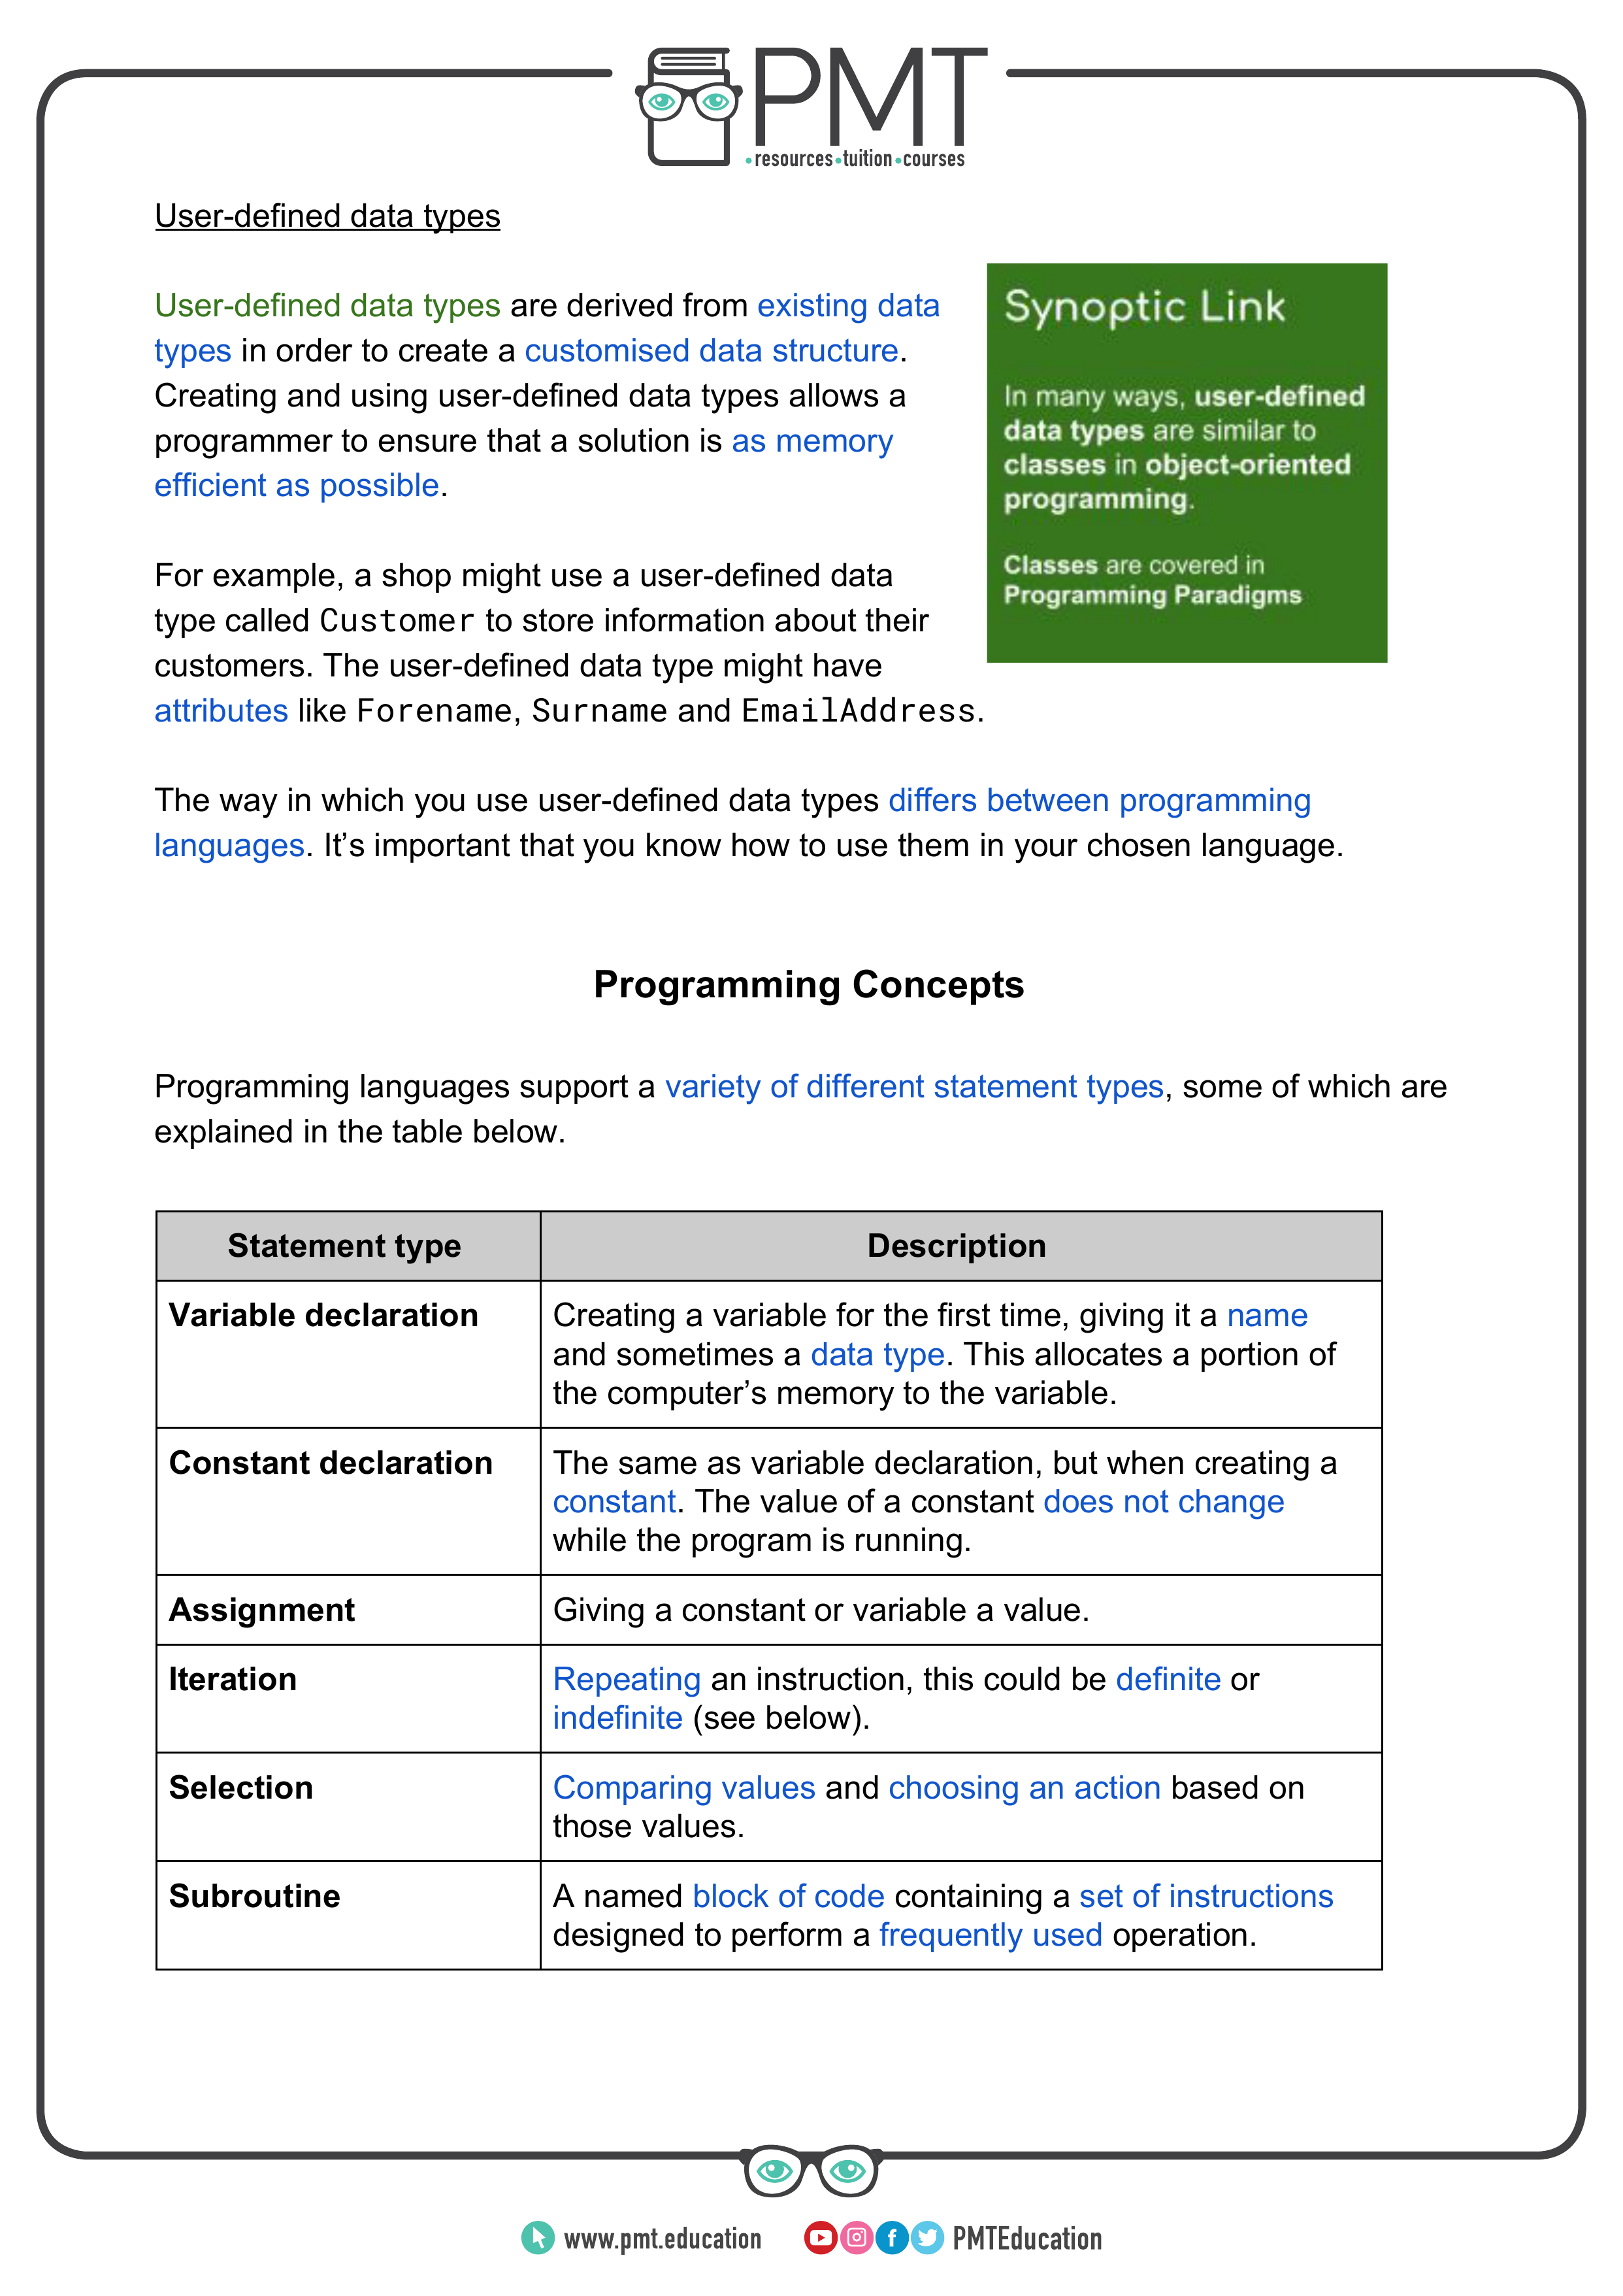 PMT
•resources•tuition•courses
User-defined data types
User-defined data types are derived from existing data
types in order to create a customised data structure.
Creating and using user-defined data types allows a
programmer to ensure that a solution is as memory
efficient as possible.
For example, a shop might use a user-defined data
type called Customer to store information about their
customers. The user-defined data type might have
attributes like Forename, Surname and EmailAddress.
Synoptic Link
In many ways, user-defined
data types are similar to
classes in object-oriented
programming.
Classes are covered in
Programming Paradigms
The way in which you use user-defined data types differs between programming
languages. It’s important that you know how to use them in your chosen language.
Programming Concepts
Programming languages support a variety of different statement types, some of which are
explained in the table below.
Statement type Description
Variable declaration Creating a variable for the first time, giving it a name
and sometimes a data type. This allocates a portion of
the computer’s memory to the variable.
Constant declaration The same as variable declaration, but when creating a
constant. The value of a constant does not change
while the program is running.
Assignment Giving a constant or variable a value.
Iteration Repeating an instruction, this could be definite or
indefinite (see below).
Selection Comparing values and choosing an action based on
those values.
Subroutine A named block of code containing a set of instructions
designed to perform a frequently used operation.
www.pmt.education PMTEducation